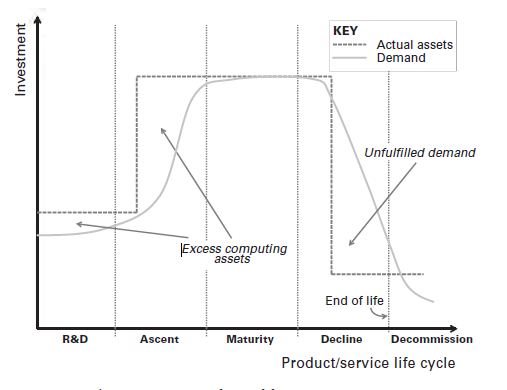 Investment
KEY
Actual assets
Demand
Unfulfilled demand
Excess computing
assets
End of life
R&D Ascent Maturity Decline Decommission
Product/service life cycle